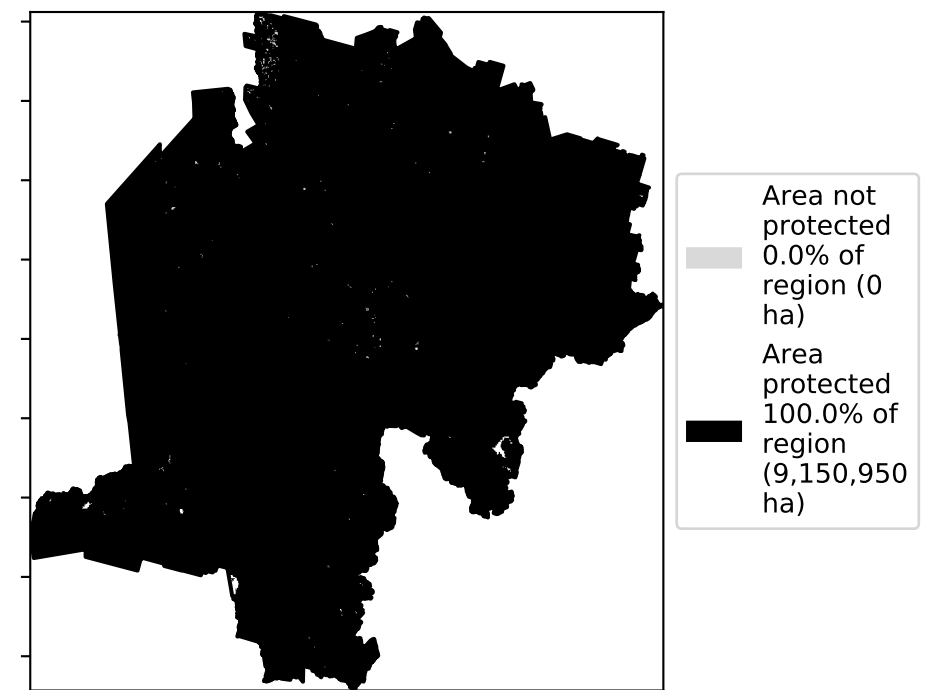 Area not
protected
0.0% of
region (0
ha)
Area
protected
100.0% of
region
(9,150,950
ha)